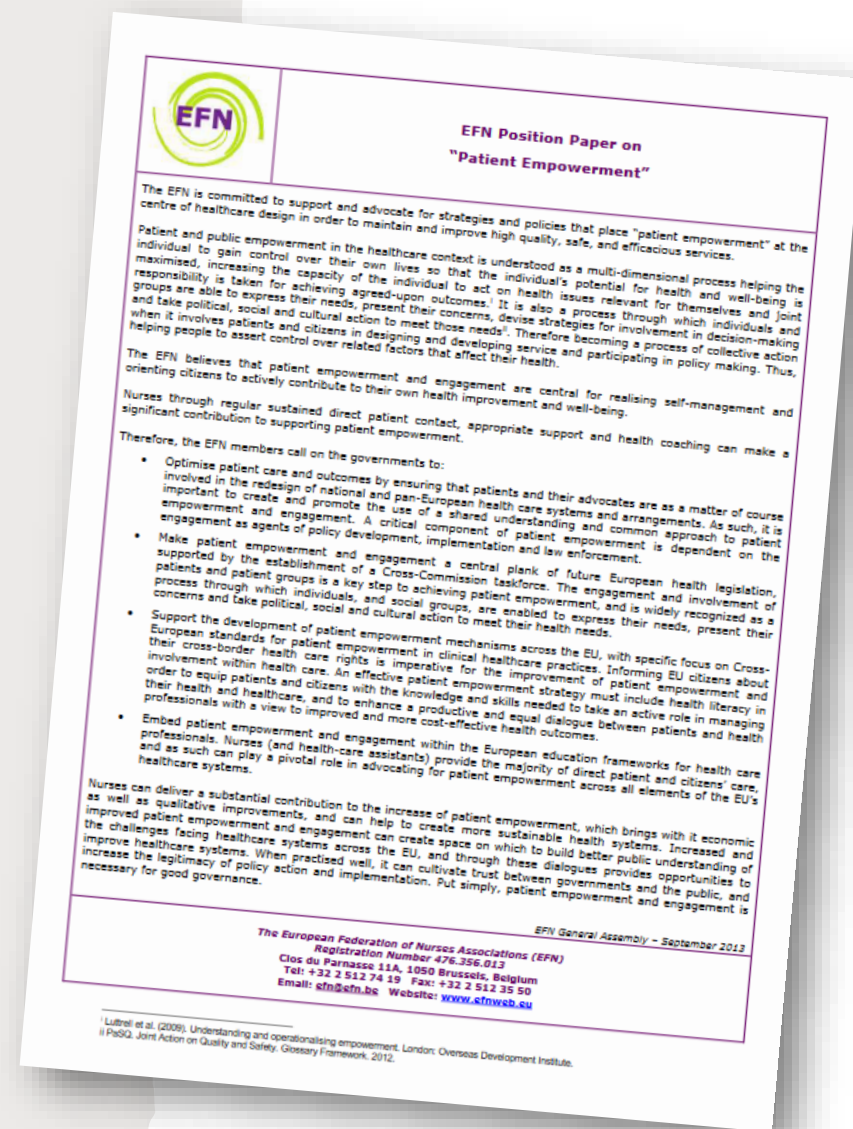 EFN
EFN Position Paper on
“Patient Empowerment”
The EFN is committed to support and advocate for strategies and policies that place “patient empowerment” at the
centre of healthcare design in order to maintain and improve high quality, safe, and efficacious services.
Patient and public empowerment in the healthcare context is understood as a multi-dimensional process helping the
individual to gain control over their own lives so that the individual’s potential for health and well-being is
maximised, increasing the capacity of the individual to act on health issues relevant for themselves and joint
responsibility is taken for achieving agreed-upon outcomes.i It is also a process through which individuals and
groups are able to express their needs, present their concerns, devise strategies for involvement in decision-making
and take political, social and cultural action to meet those needsii. Therefore becoming a process of collective action
when it involves patients and citizens in designing and developing service and participating in policy making. Thus,
helping people to assert control over related factors that affect their health.
The EFN believes that patient empowerment and engagement are central for realising self-management and
orienting citizens to actively contribute to their own health improvement and well-being.
Nurses through regular sustained direct patient contact, appropriate support and health coaching can make a
significant contribution to supporting patient empowerment.
Therefore, the EFN members call on the governments to:
• Optimise patient care and outcomes by ensuring that patients and their advocates are as a matter of course
involved in the redesign of national and pan-European health care systems and arrangements. As such, it is
important to create and promote the use of a shared understanding and common approach to patient
empowerment and engagement. A critical component of patient empowerment is dependent on the
engagement as agents of policy development, implementation and law enforcement.
• Make patient empowerment and engagement a central plank of future European health legislation,
supported by the establishment of a Cross-Commission taskforce. The engagement and involvement of
patients and patient groups is a key step to achieving patient empowerment, and is widely recognized as a
process through which individuals, and social groups, are enabled to express their needs, present their
concerns and take political, social and cultural action to meet their health needs.
• Support the development of patient empowerment mechanisms across the EU, with specific focus on Cross-
European standards for patient empowerment in clinical healthcare practices. Informing EU citizens about
their cross-border health care rights is imperative for the improvement of patient empowerment and
involvement within health care. An effective patient empowerment strategy must include health literacy in
order to equip patients and citizens with the knowledge and skills needed to take an active role in managing
their health and healthcare, and to enhance a productive and equal dialogue between patients and health
professionals with a view to improved and more cost-effective health outcomes.
• Embed patient empowerment and engagement within the European education frameworks for health care
professionals. Nurses (and health-care assistants) provide the majority of direct patient and citizens’ care,
and as such can play a pivotal role in advocating for patient empowerment across all elements of the EU’s
healthcare systems.
Nurses can deliver a substantial contribution to the increase of patient empowerment, which brings with it economic
as well as qualitative improvements, and can help to create more sustainable health systems. Increased and
improved patient empowerment and engagement can create space on which to build better public understanding of
the challenges facing healthcare systems across the EU, and through these dialogues provides opportunities to
improve healthcare systems. When practised well, it can cultivate trust between governments and the public, and
increase the legitimacy of policy action and implementation. Put simply, patient empowerment and engagement is
necessary for good governance.
EFN General Assembly – September 2013
The European Federation of Nurses Associations (EFN)
Registration Number 476.356.013
Clos du Parnasse 11A, 1050 Brussels, Belgium
Tel: +32 2 512 74 19 Fax: +32 2 512 35 50
Email: efn@efn.be Website: www.efnweb.eu
i Luttrell et al. (2009). Understanding and operationalising empowerment. London: Overseas Development Institute.
ii PaSQ. Joint Action on Quality and Safety. Glossary Framework. 2012.